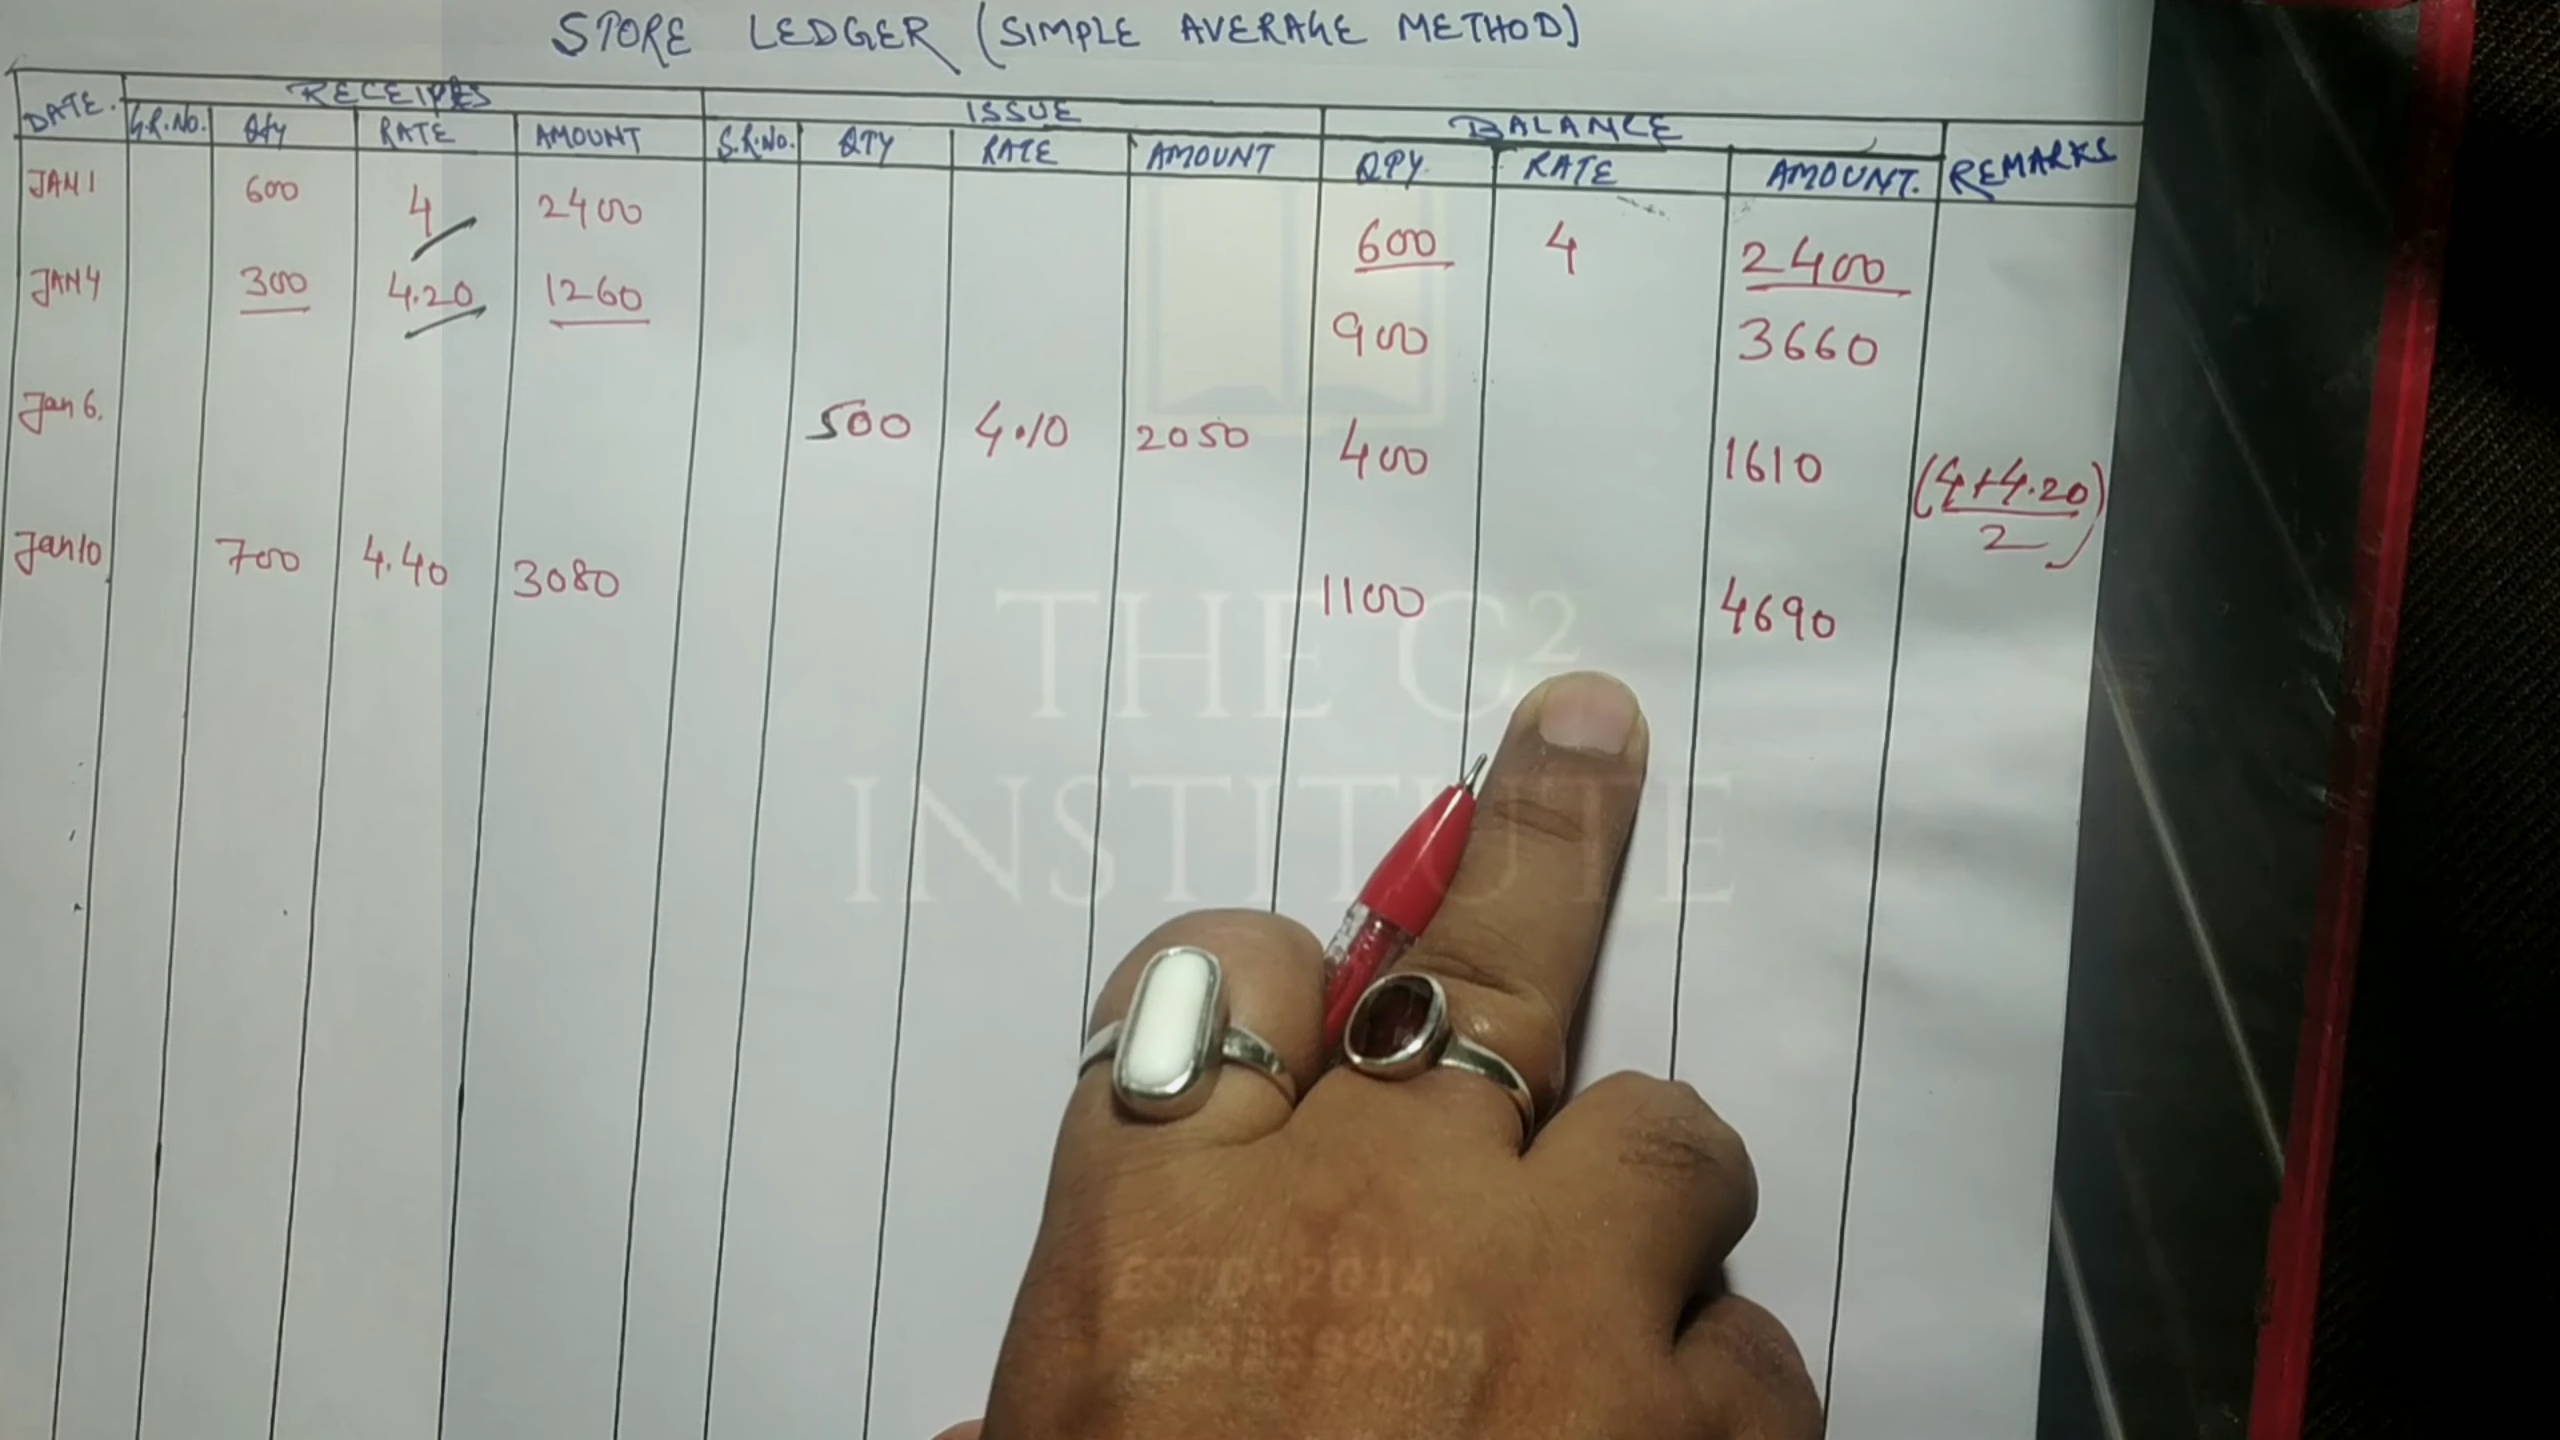 STORE LEDGER (SIMPLE AVERAGE METHOD)
DATE. RECEIPTS ISSUE BALANCE REMARKS
G.R.No. Qty RATE AMOUNT S.R.No. QTY RATE AMOUNT QTY. RATE AMOUNT.
JAN 1 600 4 2400 600 4 2400
JAN 4 300 4.20 1260 900 3660
Jan 6. 500 4.10 2050 400 1610 (4+4.20)
2
Jan 10 700 4.40 3080 1100 4690
THE C²
INSTITUTE
ESTD-2014